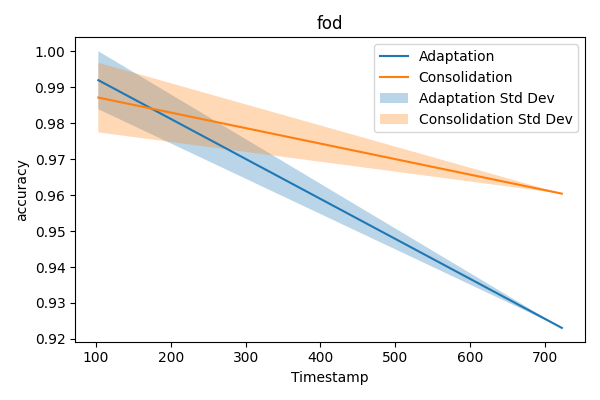 fod
1.00
0.99
0.98
0.97
0.96
0.95
0.94
0.93
0.92
accuracy
Adaptation
Consolidation
Adaptation Std Dev
Consolidation Std Dev
100 200 300 400 500 600 700
Timestamp